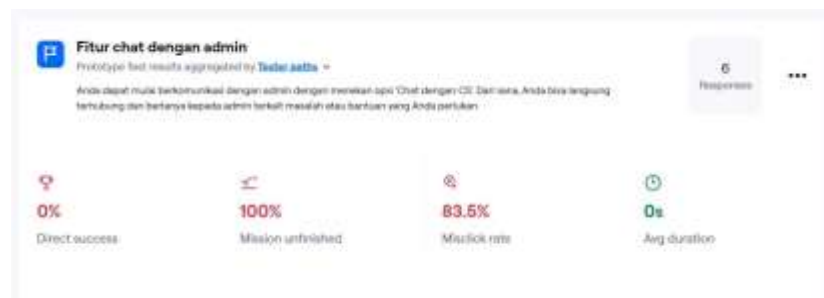 Fitur chat dengan admin
Prototype test results aggregated by Tester paths
Anda dapat mulai berkomunikasi dengan admin dengan menekan opsi 'Chat dengan CS'. Dari sana, Anda bisa langsung
terhubung dan bertanya kepada admin terkait masalah atau bantuan yang Anda perlukan
6
Responses
0%
100%
83.5%
0s
Direct success
Mission unfinished
Misclick rate
Avg duration